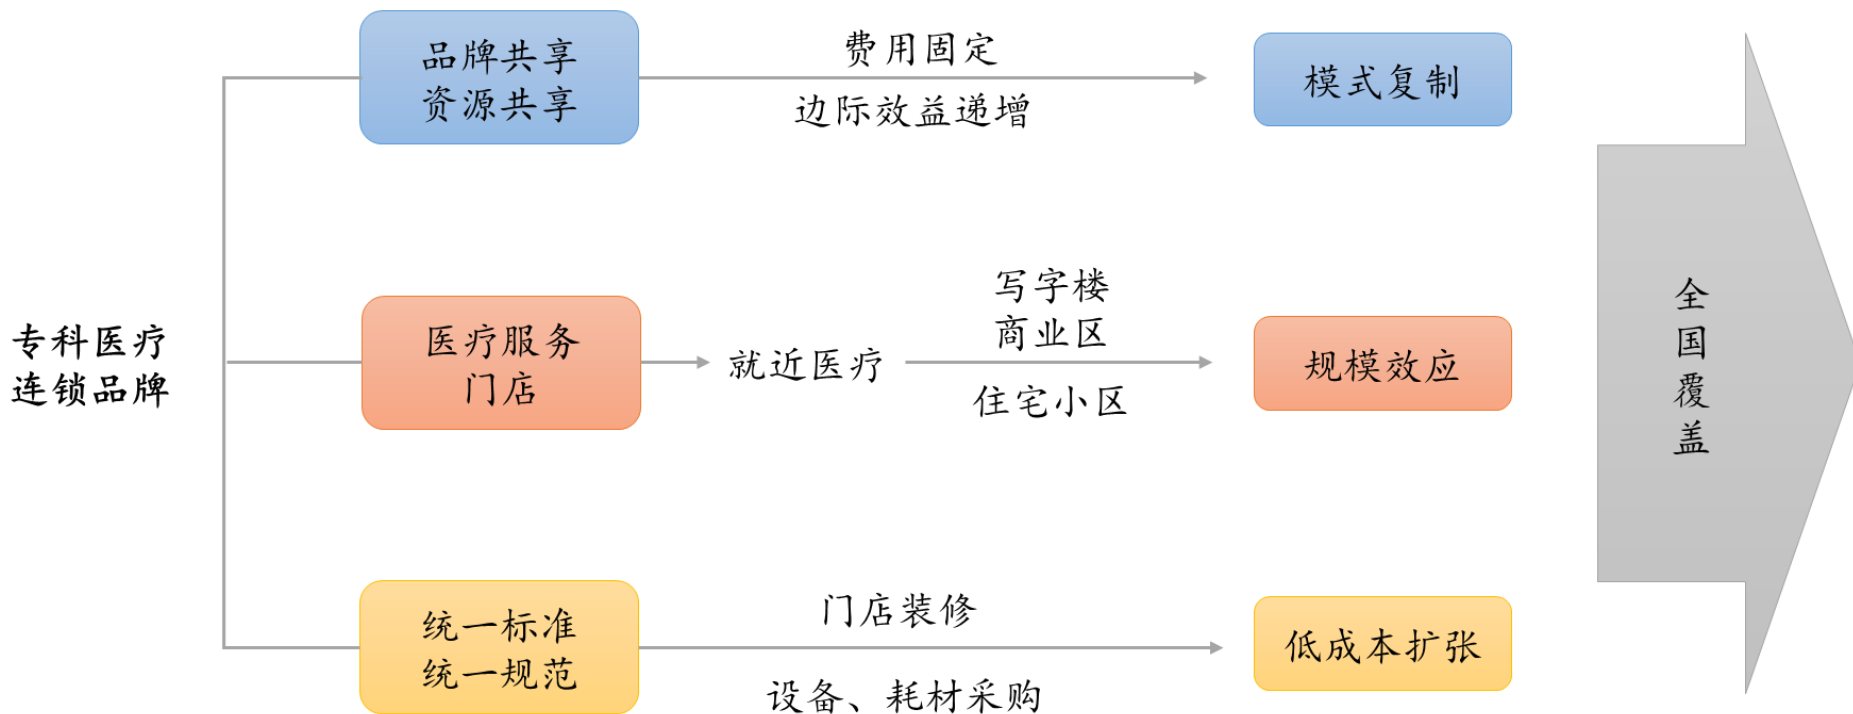 专科医疗
连锁品牌
品牌共享
资源共享
费用固定
边际效益递增
模式复制
医疗服务
门店
就近医疗
写字楼
商业区
住宅小区
规模效应
统一标准
统一规范
门店装修
设备、耗材采购
低成本扩张
全国覆盖